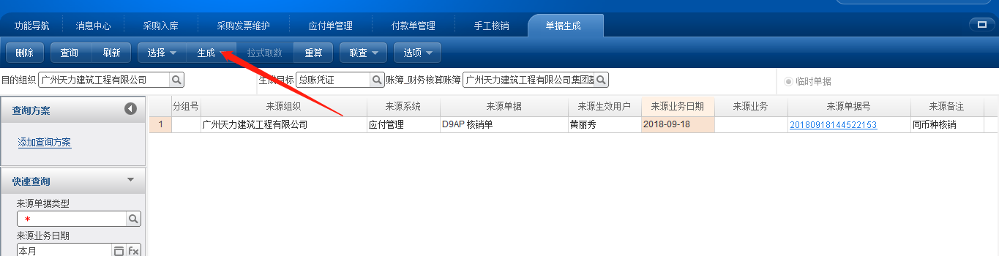 功能导航 消息中心 采购入库 采购发票维护 应付单管理 付款单管理 手工核销 单据生成
删除 查询 刷新 选择 生成 拉式取数 重算 联查 选项
目的组织 广州天力建筑工程有限公司 生成目标 总账凭证 账簿_财务核算账簿 广州天力建筑工程有限公司集团基 临时单据
查询方案
添加查询方案
快速查询
来源单据类型
*
来源业务日期
本月
分组号 来源组织 来源系统 来源单据 来源生效用户 来源业务日期 来源业务 来源单据号 来源备注
1 广州天力建筑工程有限公司 应付管理 D9AP 核销单 黄丽秀 2018-09-18 20180918144522153 同币种核销